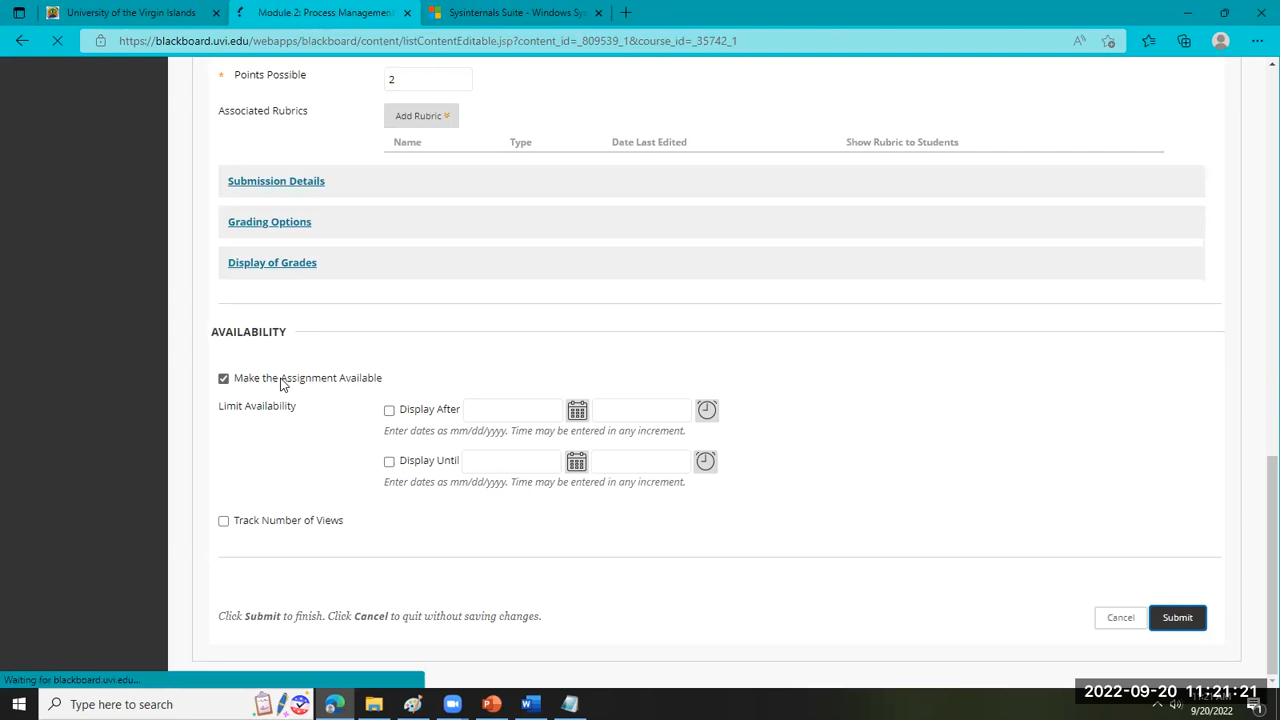 University of the Virgin Islands
Module 2: Process Management
Sysinternals Suite - Windows Sys
https://blackboard.uvi.edu/webapps/blackboard/content/listContentEditable.jsp?content_id=_809539_1&course_id=_35742_1
* Points Possible
2
Associated Rubrics
Add Rubric
Name Type Date Last Edited Show Rubric to Students
Submission Details
Grading Options
Display of Grades
AVAILABILITY
Make the Assignment Available
Limit Availability
Display After
Enter dates as mm/dd/yyyy. Time may be entered in any increment.
Display Until
Enter dates as mm/dd/yyyy. Time may be entered in any increment.
Track Number of Views
Click Submit to finish. Click Cancel to quit without saving changes.
Cancel Submit
Waiting for blackboard.uvi.edu...
Type here to search
2022-09-20 11:21:21
9/20/2022